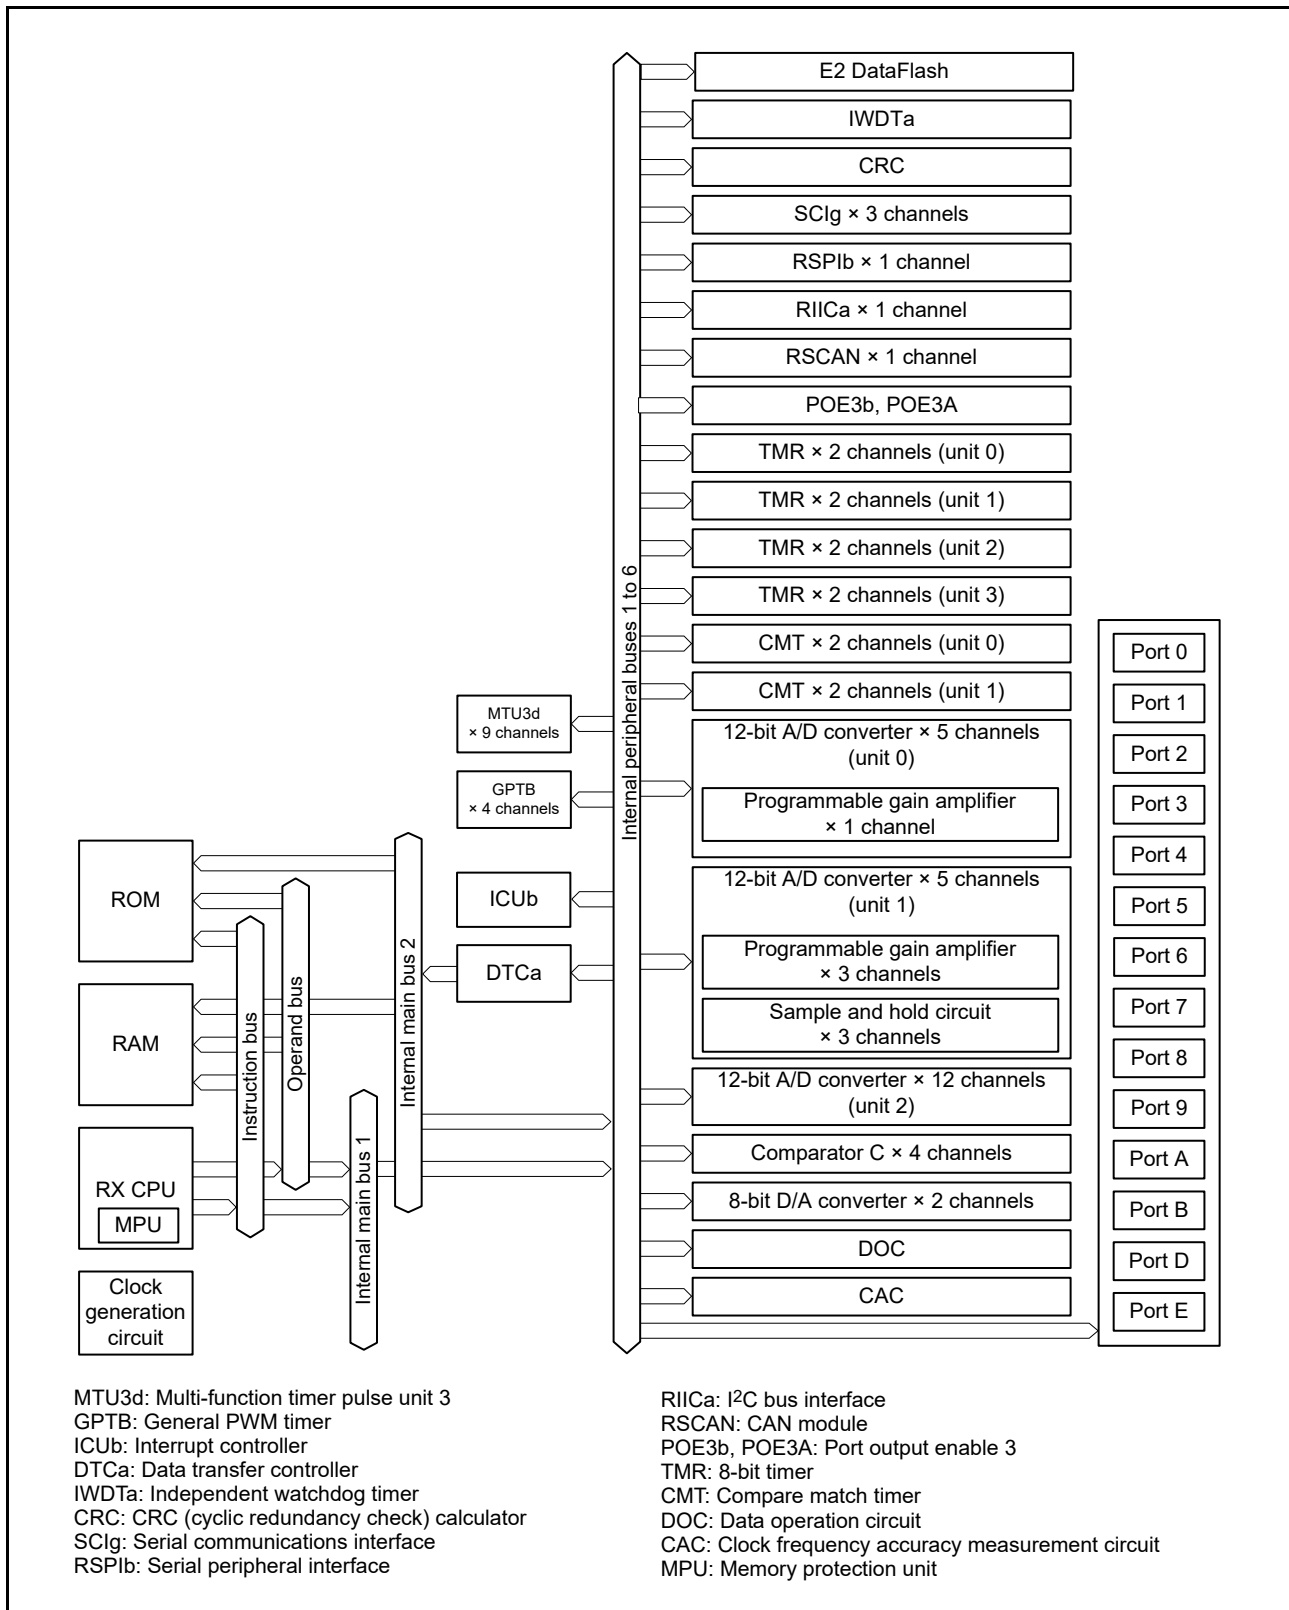 E2 DataFlash
IWDTa
CRC
SCIg × 3 channels
RSPIb × 1 channel
RIICa × 1 channel
RSCAN × 1 channel
POE3b, POE3A
TMR × 2 channels (unit 0)
TMR × 2 channels (unit 1)
TMR × 2 channels (unit 2)
TMR × 2 channels (unit 3)
CMT × 2 channels (unit 0)
CMT × 2 channels (unit 1)
12-bit A/D converter × 5 channels
(unit 0)
Programmable gain amplifier
× 1 channel
12-bit A/D converter × 5 channels
(unit 1)
Programmable gain amplifier
× 3 channels
Sample and hold circuit
× 3 channels
12-bit A/D converter × 12 channels
(unit 2)
Comparator C × 4 channels
8-bit D/A converter × 2 channels
DOC
CAC
Port 0
Port 1
Port 2
Port 3
Port 4
Port 5
Port 6
Port 7
Port 8
Port 9
Port A
Port B
Port D
Port E
Internal peripheral buses 1 to 6
MTU3d
× 9 channels
GPTB
× 4 channels
ICUb
DTCa
Internal main bus 2
Internal main bus 1
Operand bus
Instruction bus
ROM
RAM
RX CPU
MPU
Clock
generation
circuit
MTU3d: Multi-function timer pulse unit 3
GPTB: General PWM timer
ICUb: Interrupt controller
DTCa: Data transfer controller
IWDTa: Independent watchdog timer
CRC: CRC (cyclic redundancy check) calculator
SCIg: Serial communications interface
RSPIb: Serial peripheral interface
RIICa: I²C bus interface
RSCAN: CAN module
POE3b, POE3A: Port output enable 3
TMR: 8-bit timer
CMT: Compare match timer
DOC: Data operation circuit
CAC: Clock frequency accuracy measurement circuit
MPU: Memory protection unit